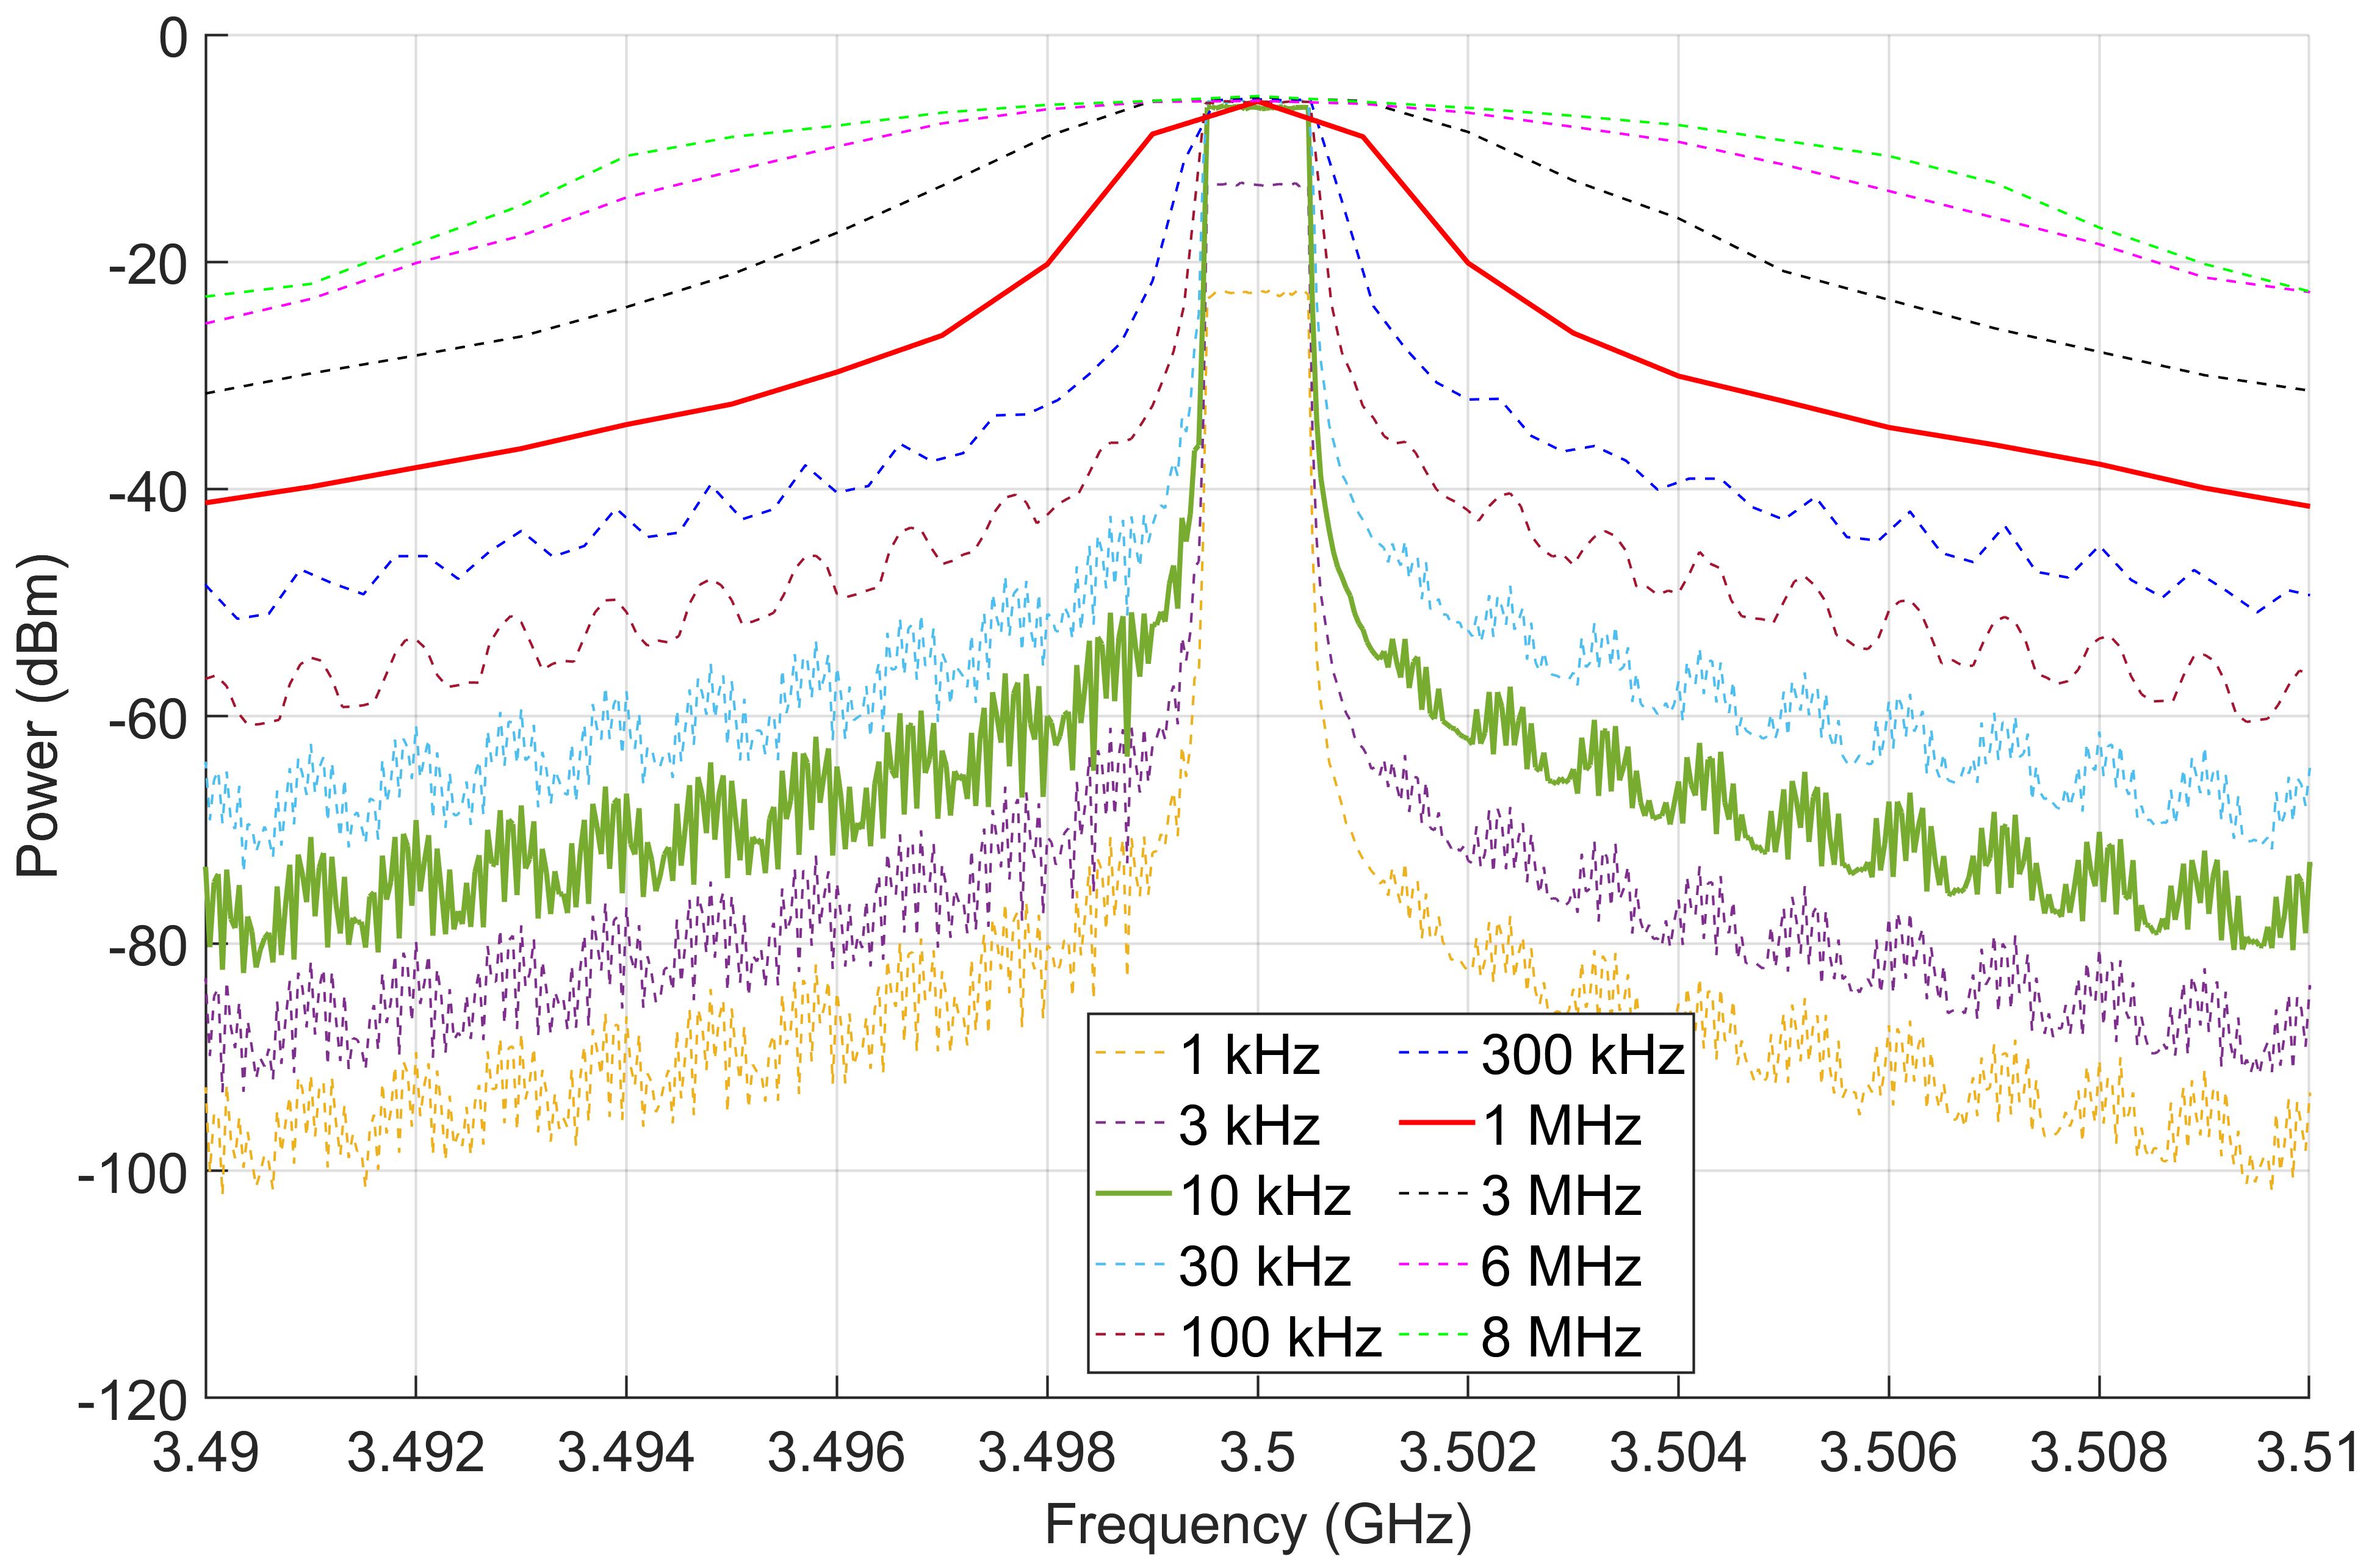 0
-20
-40
-60
-80
-100
-120
Power (dBm)
3.49 3.492 3.494 3.496 3.498 3.5 3.502 3.504 3.506 3.508 3.51
Frequency (GHz)
1 kHz 300 kHz
3 kHz 1 MHz
10 kHz 3 MHz
30 kHz 6 MHz
100 kHz 8 MHz